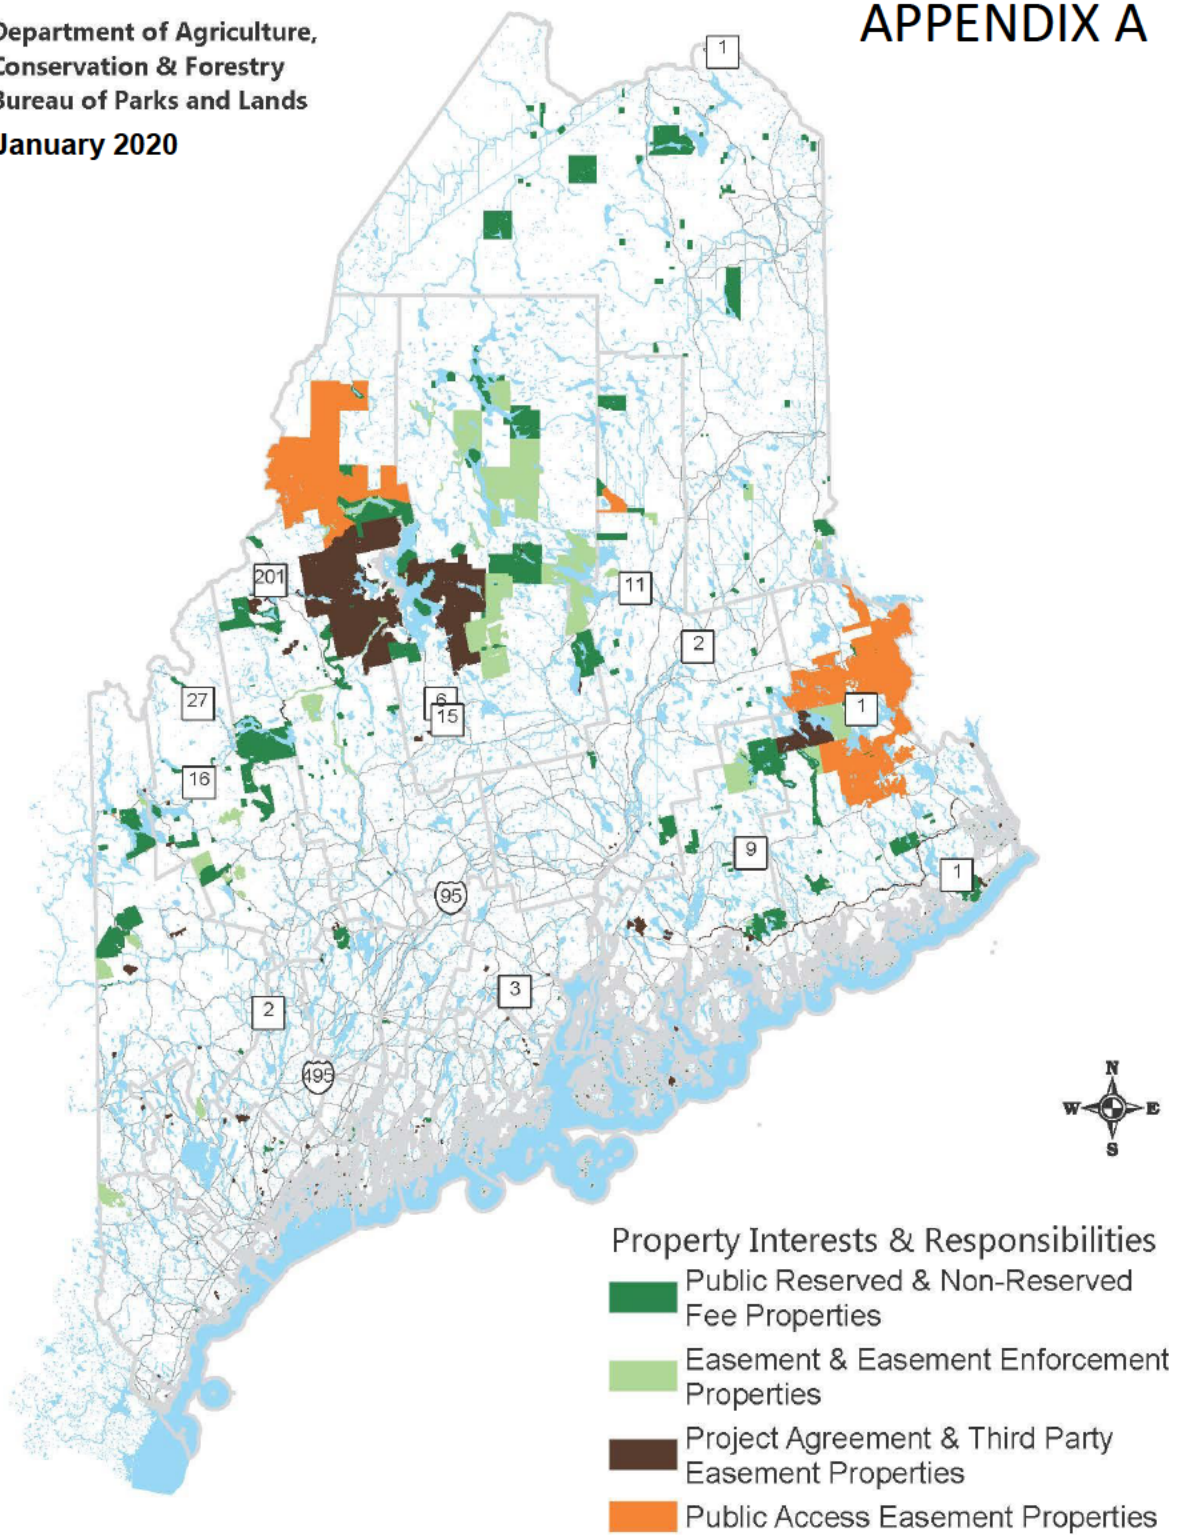 Department of Agriculture,
Conservation & Forestry
Bureau of Parks and Lands
January 2020
APPENDIX A
1
201
11
2
27
6
15
1
16
9
1
95
3
2
495
N
W E
S
Property Interests & Responsibilities
Public Reserved & Non-Reserved
Fee Properties
Easement & Easement Enforcement
Properties
Project Agreement & Third Party
Easement Properties
Public Access Easement Properties